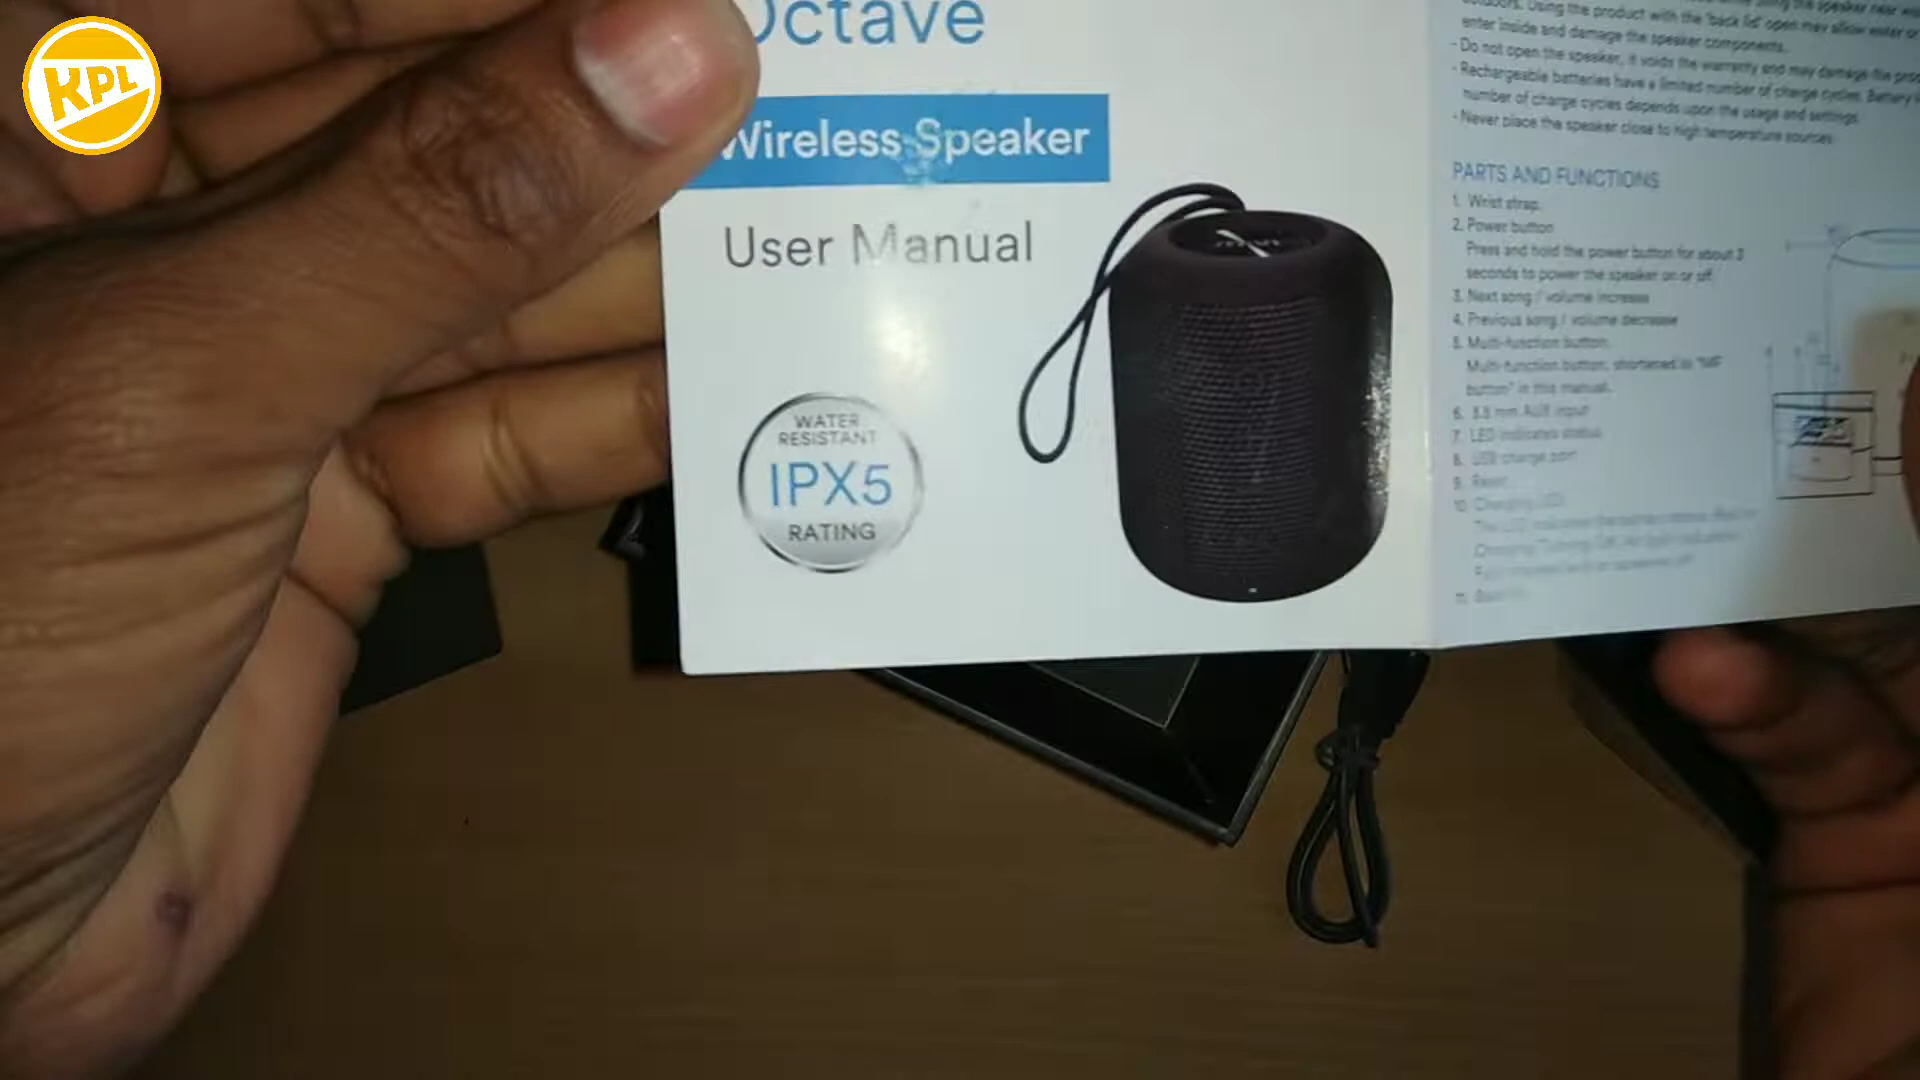 KPL
Octave
Wireless Speaker
User Manual
WATER
RESISTANT
IPX5
RATING
using the speaker near
outdoors. Using the product with the 'back lid' open may allow water or
enter inside and damage the speaker components.
- Do not open the speaker, it voids the warranty and may damage the
- Rechargeable batteries have a limited number of charge cycles. Battery
number of charge cycles depends upon the usage and settings.
- Never place the speaker close to high temperature sources.
PARTS AND FUNCTIONS
1. Wrist strap
2. Power button
Press and hold the power button for about 3
seconds to power the speaker on or off.
3. Next song / volume increase
4. Previous song / volume decrease
5. Multi-function button
Multi-function button, shortened to "MF
button" in this manual.
6. 3.5 mm AUX input
7. LED indicates status
8. USB charge port
9. Reset
10. Charging LED